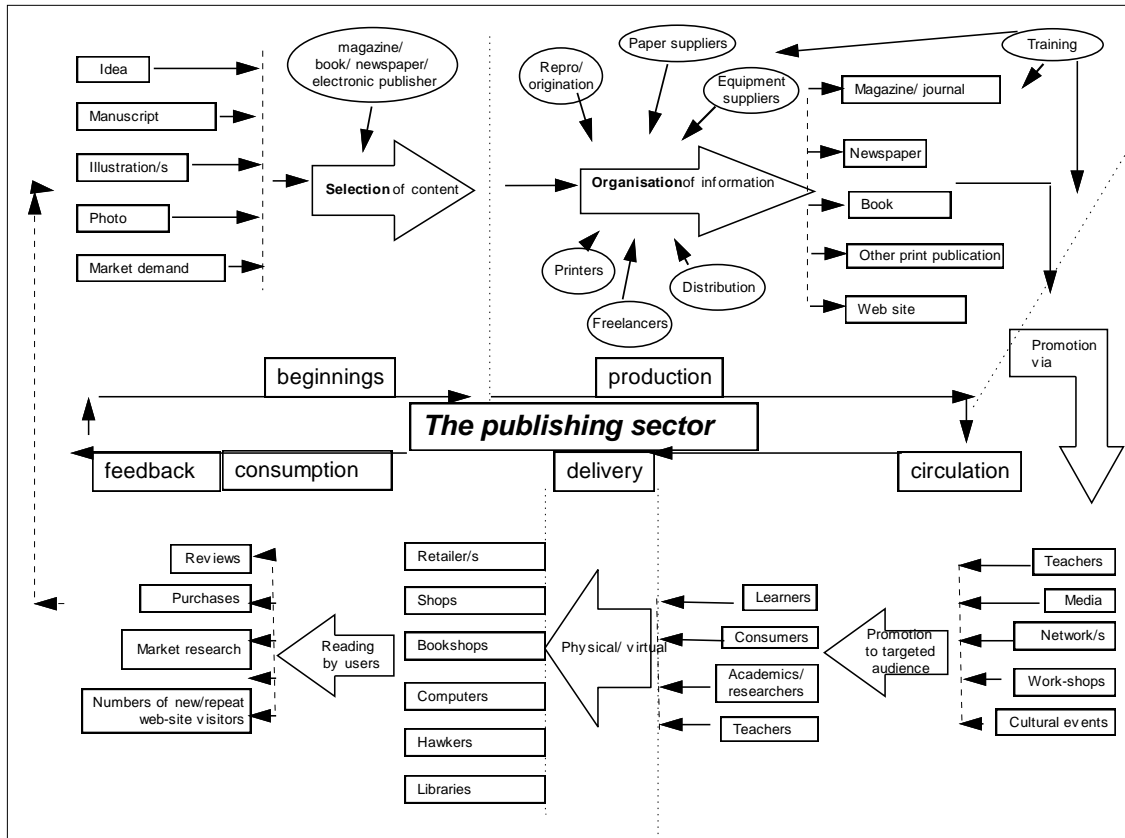 Idea
Manuscript
Illustration/s
Photo
Market demand
magazine/
book/ newspaper/
electronic publisher
Selection of content
Repro/
origination
Paper suppliers
Equipment
suppliers
Training
Organisation of information
Printers
Freelancers
Distribution
Magazine/ journal
Newspaper
Book
Other print publication
Web site
Promotion
via
beginnings
production
The publishing sector
feedback
consumption
delivery
circulation
Reviews
Purchases
Market research
Numbers of new/repeat
web-site visitors
Reading
by users
Retailer/s
Shops
Bookshops
Computers
Hawkers
Libraries
Physical/ virtual
Learners
Consumers
Academics/
researchers
Teachers
Promotion
to targeted
audience
Teachers
Media
Network/s
Work-shops
Cultural events